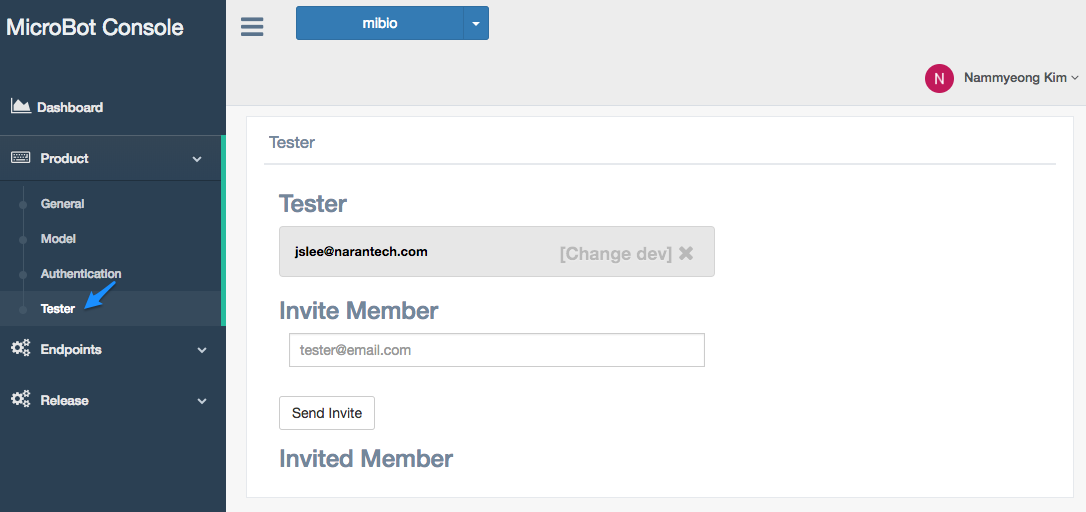 MicroBot Console
mibio
N Nammyeong Kim
Dashboard
Product
General
Model
Authentication
Tester
Endpoints
Release
Tester
Tester
jslee@narantech.com [Change dev]
Invite Member
tester@email.com
Send Invite
Invited Member